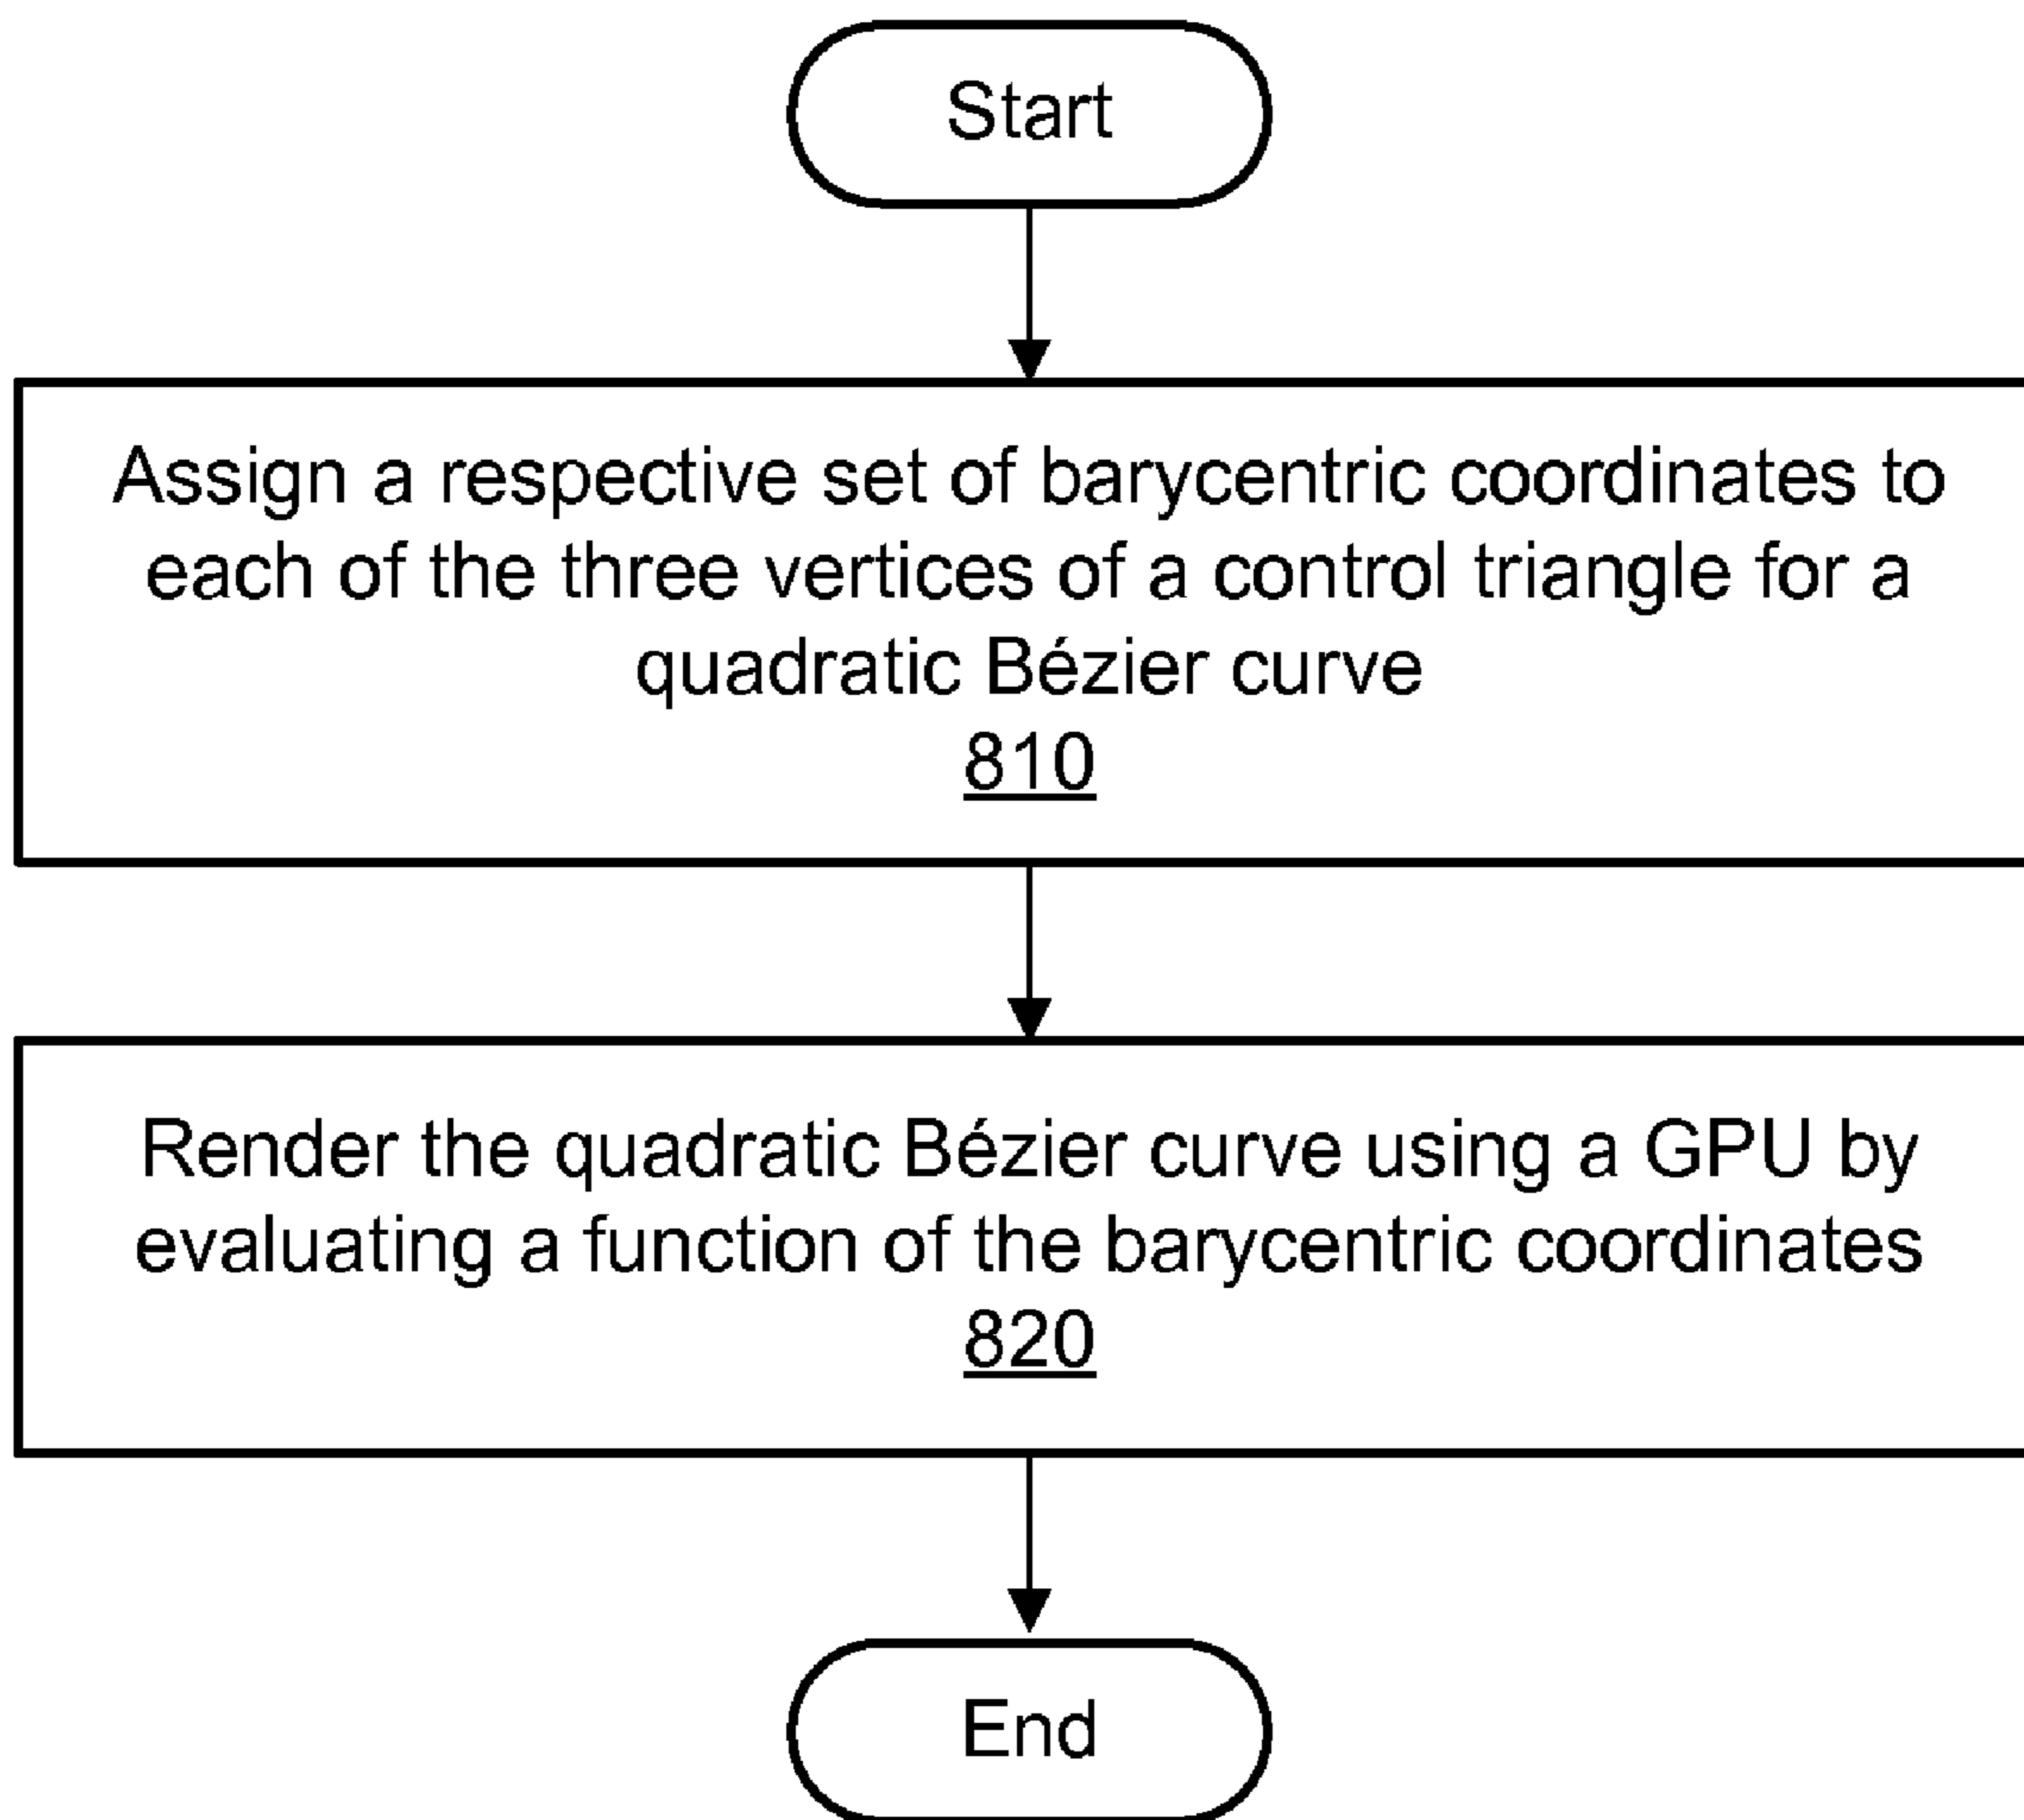 Start
Assign a respective set of barycentric coordinates to
each of the three vertices of a control triangle for a
quadratic Bézier curve
810
Render the quadratic Bézier curve using a GPU by
evaluating a function of the barycentric coordinates
820
End